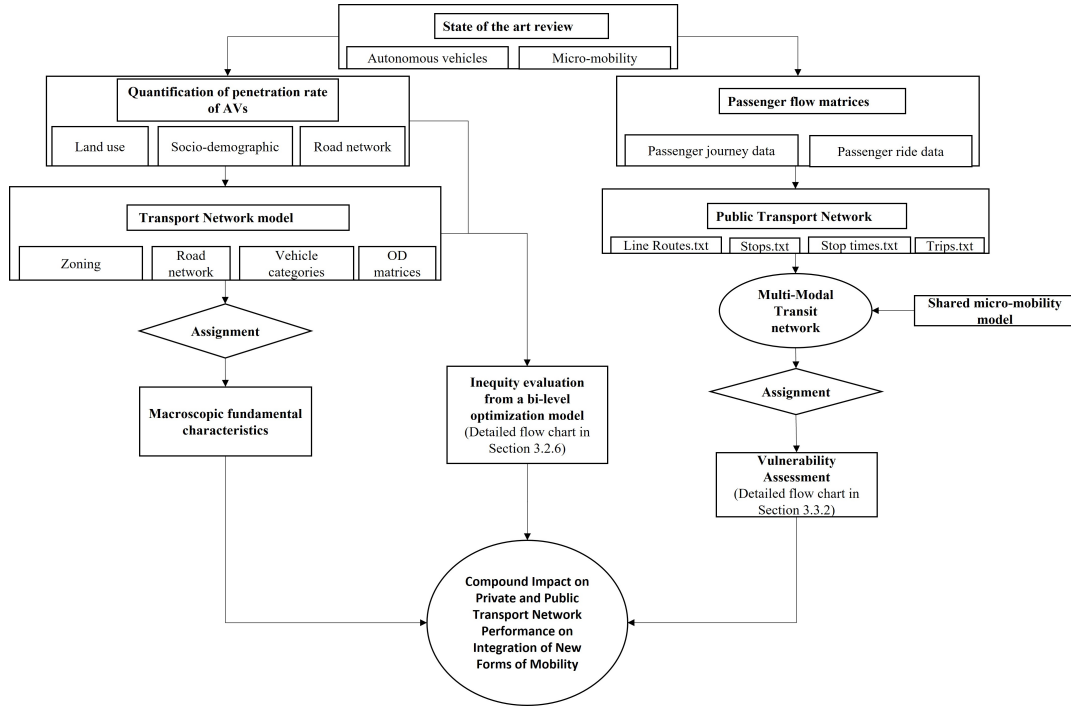 State of the art review
Autonomous vehicles
Micro-mobility
Quantification of penetration rate
of AVs
Land use
Socio-demographic
Road network
Passenger flow matrices
Passenger journey data
Passenger ride data
Transport Network model
Zoning
Road
network
Vehicle
categories
OD
matrices
Public Transport Network
Line Routes.txt
Stops.txt
Stop times.txt
Trips.txt
Multi-Modal
Transit
network
Shared micro-mobility
model
Assignment
Assignment
Macroscopic fundamental
characteristics
Inequity evaluation
from a bi-level
optimization model
(Detailed flow chart in
Section 3.2.6)
Vulnerability
Assessment
(Detailed flow chart in
Section 3.3.2)
Compound Impact on
Private and Public
Transport Network
Performance on
Integration of New
Forms of Mobility